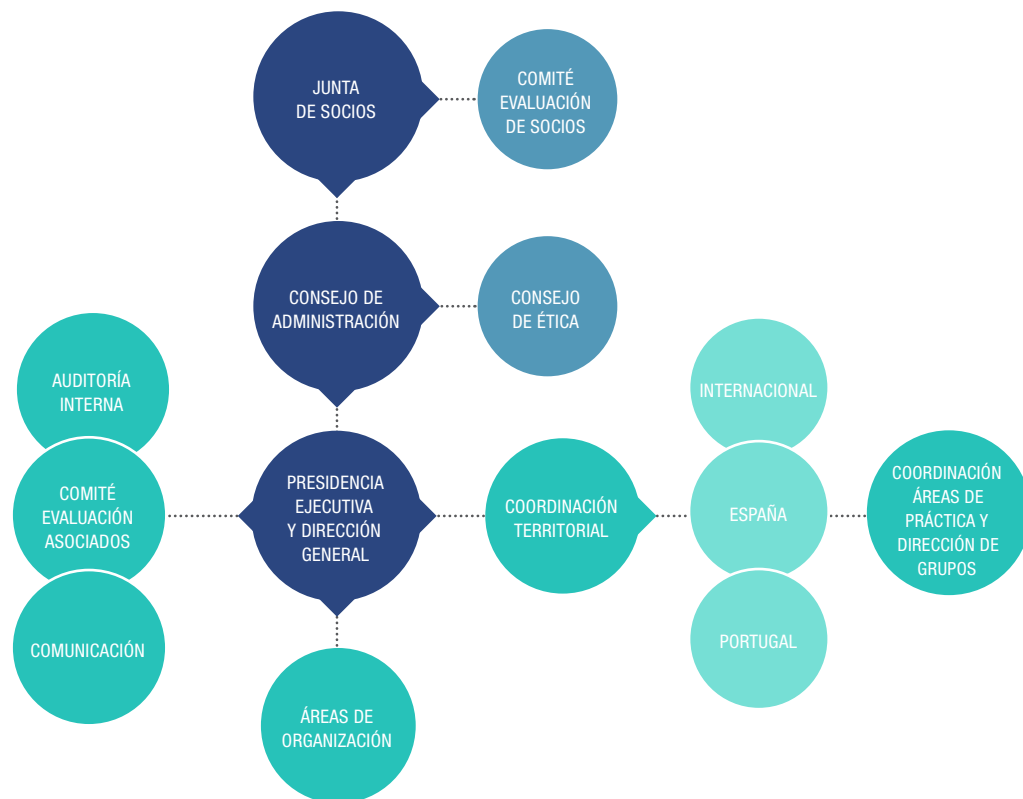 JUNTA
DE SOCIOS
COMITÉ
EVALUACIÓN
DE SOCIOS
CONSEJO DE
ADMINISTRACIÓN
CONSEJO
DE ÉTICA
AUDITORÍA
INTERNA
COMITÉ
EVALUACIÓN
ASOCIADOS
COMUNICACIÓN
PRESIDENCIA
EJECUTIVA
Y DIRECCIÓN
GENERAL
COORDINACIÓN
TERRITORIAL
INTERNACIONAL
ESPAÑA
PORTUGAL
COORDINACIÓN
ÁREAS DE
PRÁCTICA Y
DIRECCIÓN DE
GRUPOS
ÁREAS DE
ORGANIZACIÓN